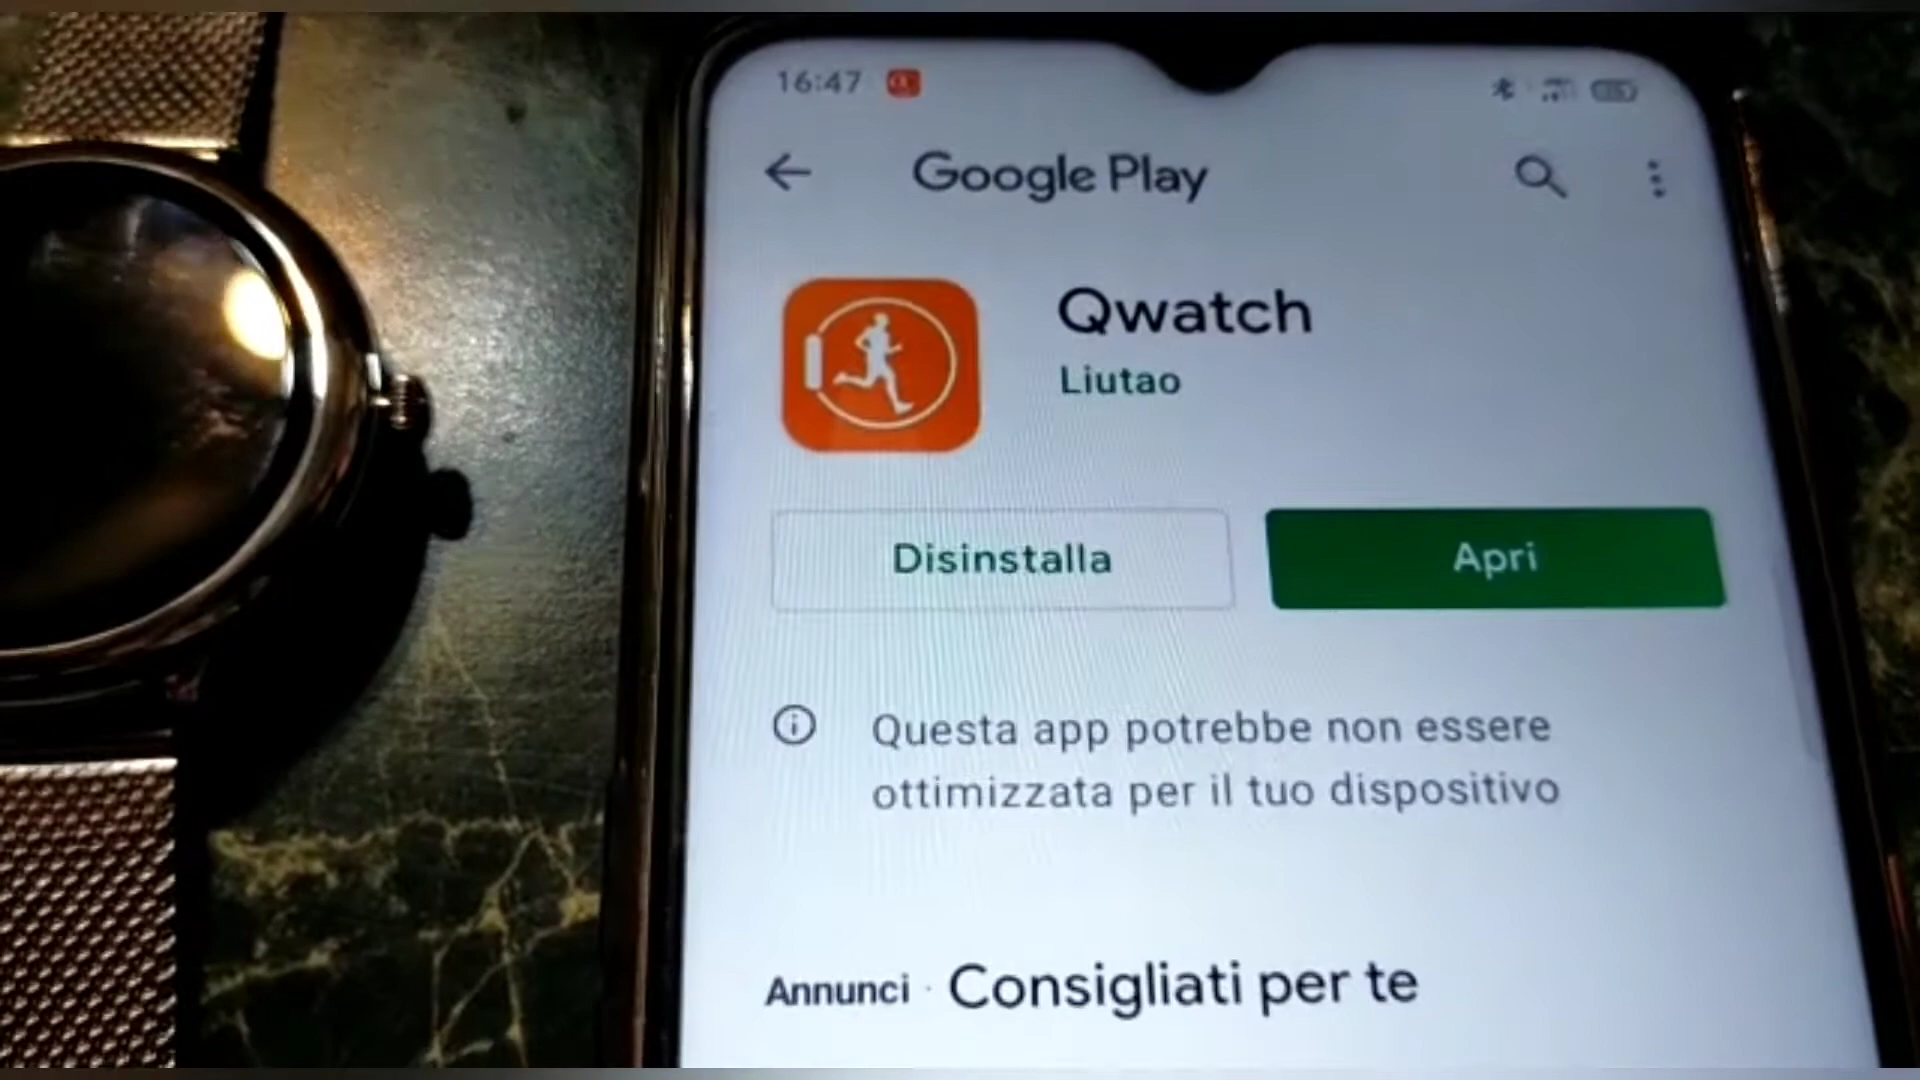 16:47
Google Play
Qwatch
Liutao
Disinstalla
Apri
Questa app potrebbe non essere
ottimizzata per il tuo dispositivo
Annunci · Consigliati per te